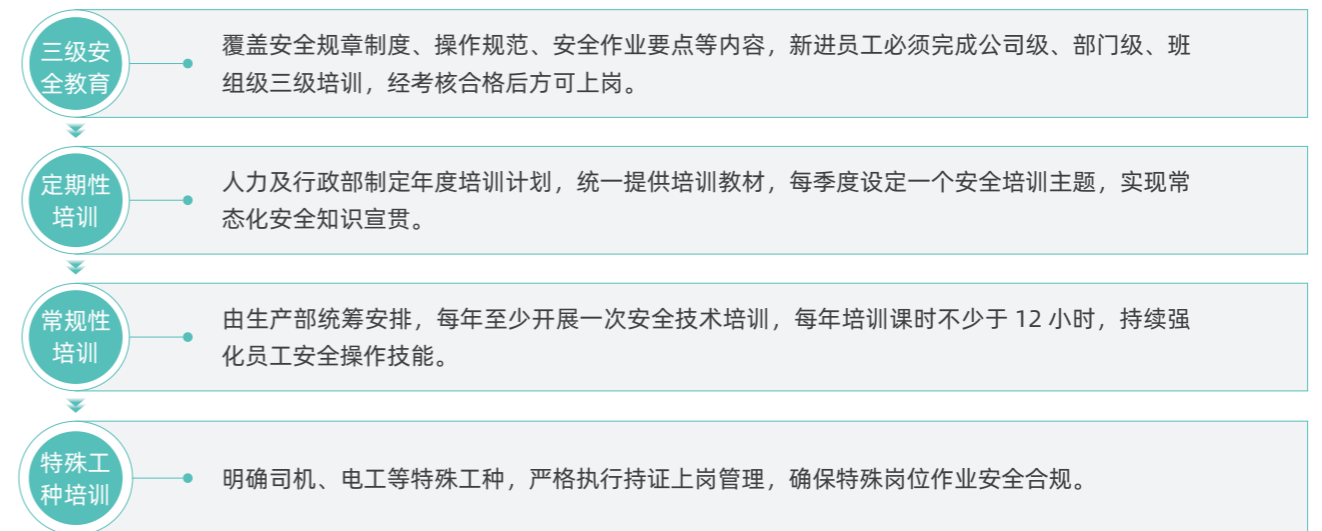 三级安
全教育
覆盖安全规章制度、操作规范、安全作业要点等内容，新进员工必须完成公司级、部门级、班
组级三级培训，经考核合格后方可上岗。
定期性
培训
人力及行政部制定年度培训计划，统一提供培训教材，每季度设定一个安全培训主题，实现常
态化安全知识宣贯。
常规性
培训
由生产部统筹安排，每年至少开展一次安全技术培训，每年培训课时不少于 12 小时，持续强
化员工安全操作技能。
特殊工
种培训
明确司机、电工等特殊工种，严格执行持证上岗管理，确保特殊岗位作业安全合规。